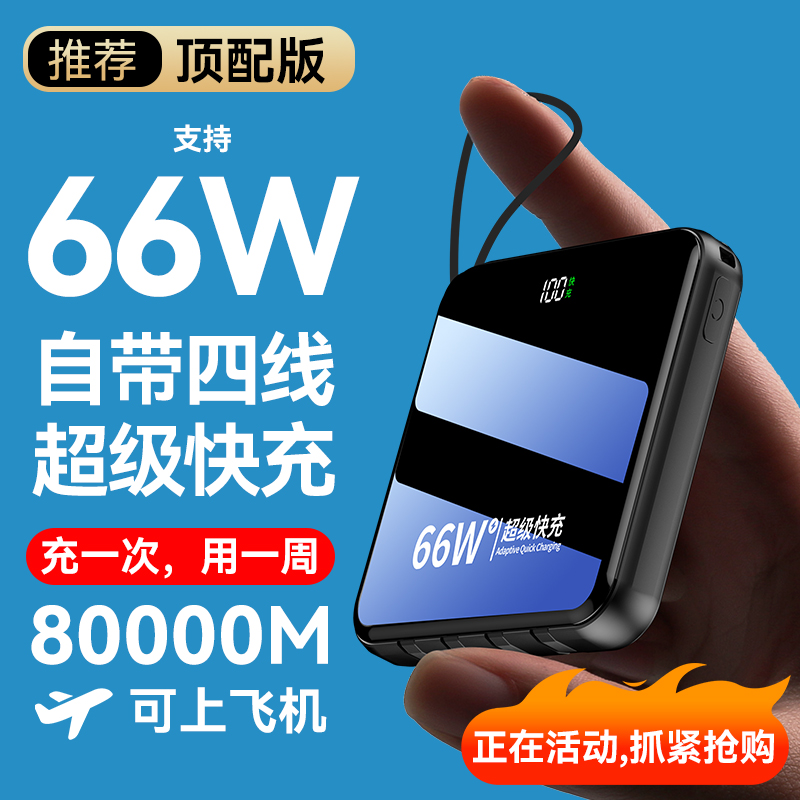 推荐 顶配版
支持
66W
自带四线
超级快充
充一次，用一周
80000M
可上飞机
100 快充
66W 超级快充
Adaptive Quick Charging
正在活动,抓紧抢购